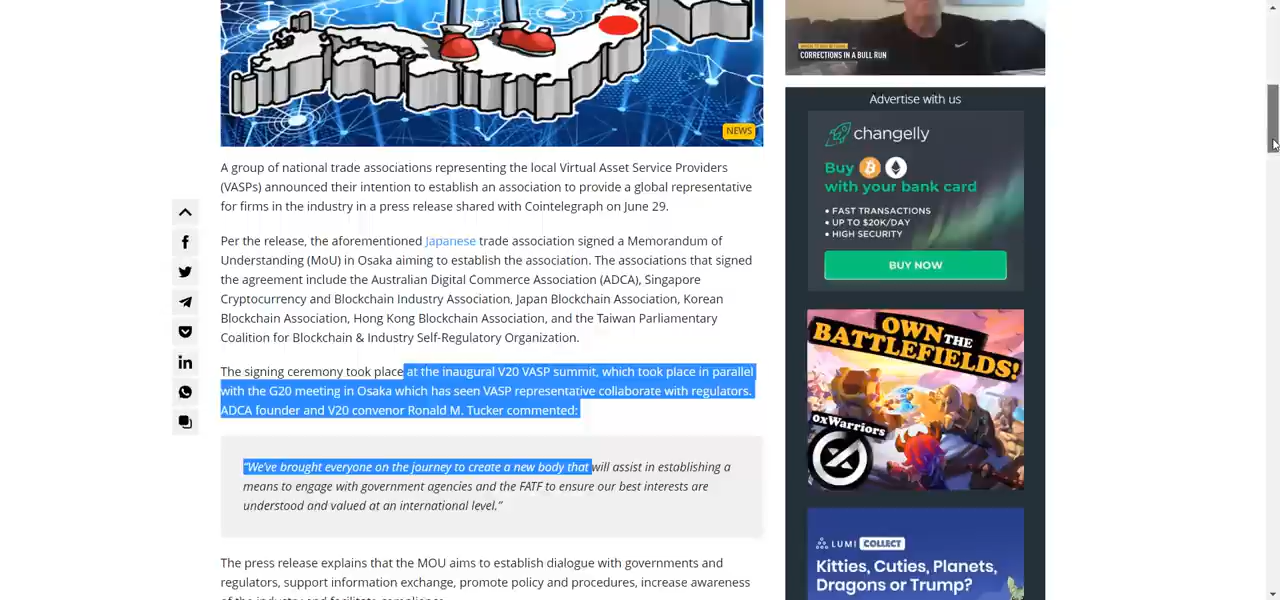 NEWS
A group of national trade associations representing the local Virtual Asset Service Providers
(VASPs) announced their intention to establish an association to provide a global representative
for firms in the industry in a press release shared with Cointelegraph on June 29.
Per the release, the aforementioned Japanese trade association signed a Memorandum of
Understanding (MoU) in Osaka aiming to establish the association. The associations that signed
the agreement include the Australian Digital Commerce Association (ADCA), Singapore
Cryptocurrency and Blockchain Industry Association, Japan Blockchain Association, Korean
Blockchain Association, Hong Kong Blockchain Association, and the Taiwan Parliamentary
Coalition for Blockchain & Industry Self-Regulatory Organization.
The signing ceremony took place at the inaugural V20 VASP summit, which took place in parallel
with the G20 meeting in Osaka which has seen VASP representative collaborate with regulators.
ADCA founder and V20 convenor Ronald M. Tucker commented:
“We’ve brought everyone on the journey to create a new body that will assist in establishing a
means to engage with government agencies and the FATF to ensure our best interests are
understood and valued at an international level.”
The press release explains that the MOU aims to establish dialogue with governments and
regulators, support information exchange, promote policy and procedures, increase awareness
of the industry and facilitate compliance.
CORRECTIONS IN A BULL RUN
Advertise with us
changelly
Buy
with your bank card
• FAST TRANSACTIONS
• UP TO $20K/DAY
• HIGH SECURITY
BUY NOW
OWN THE
BATTLEFIELDS!
0xWarriors
LUMI COLLECT
Kitties, Cuties, Planets,
Dragons or Trump?